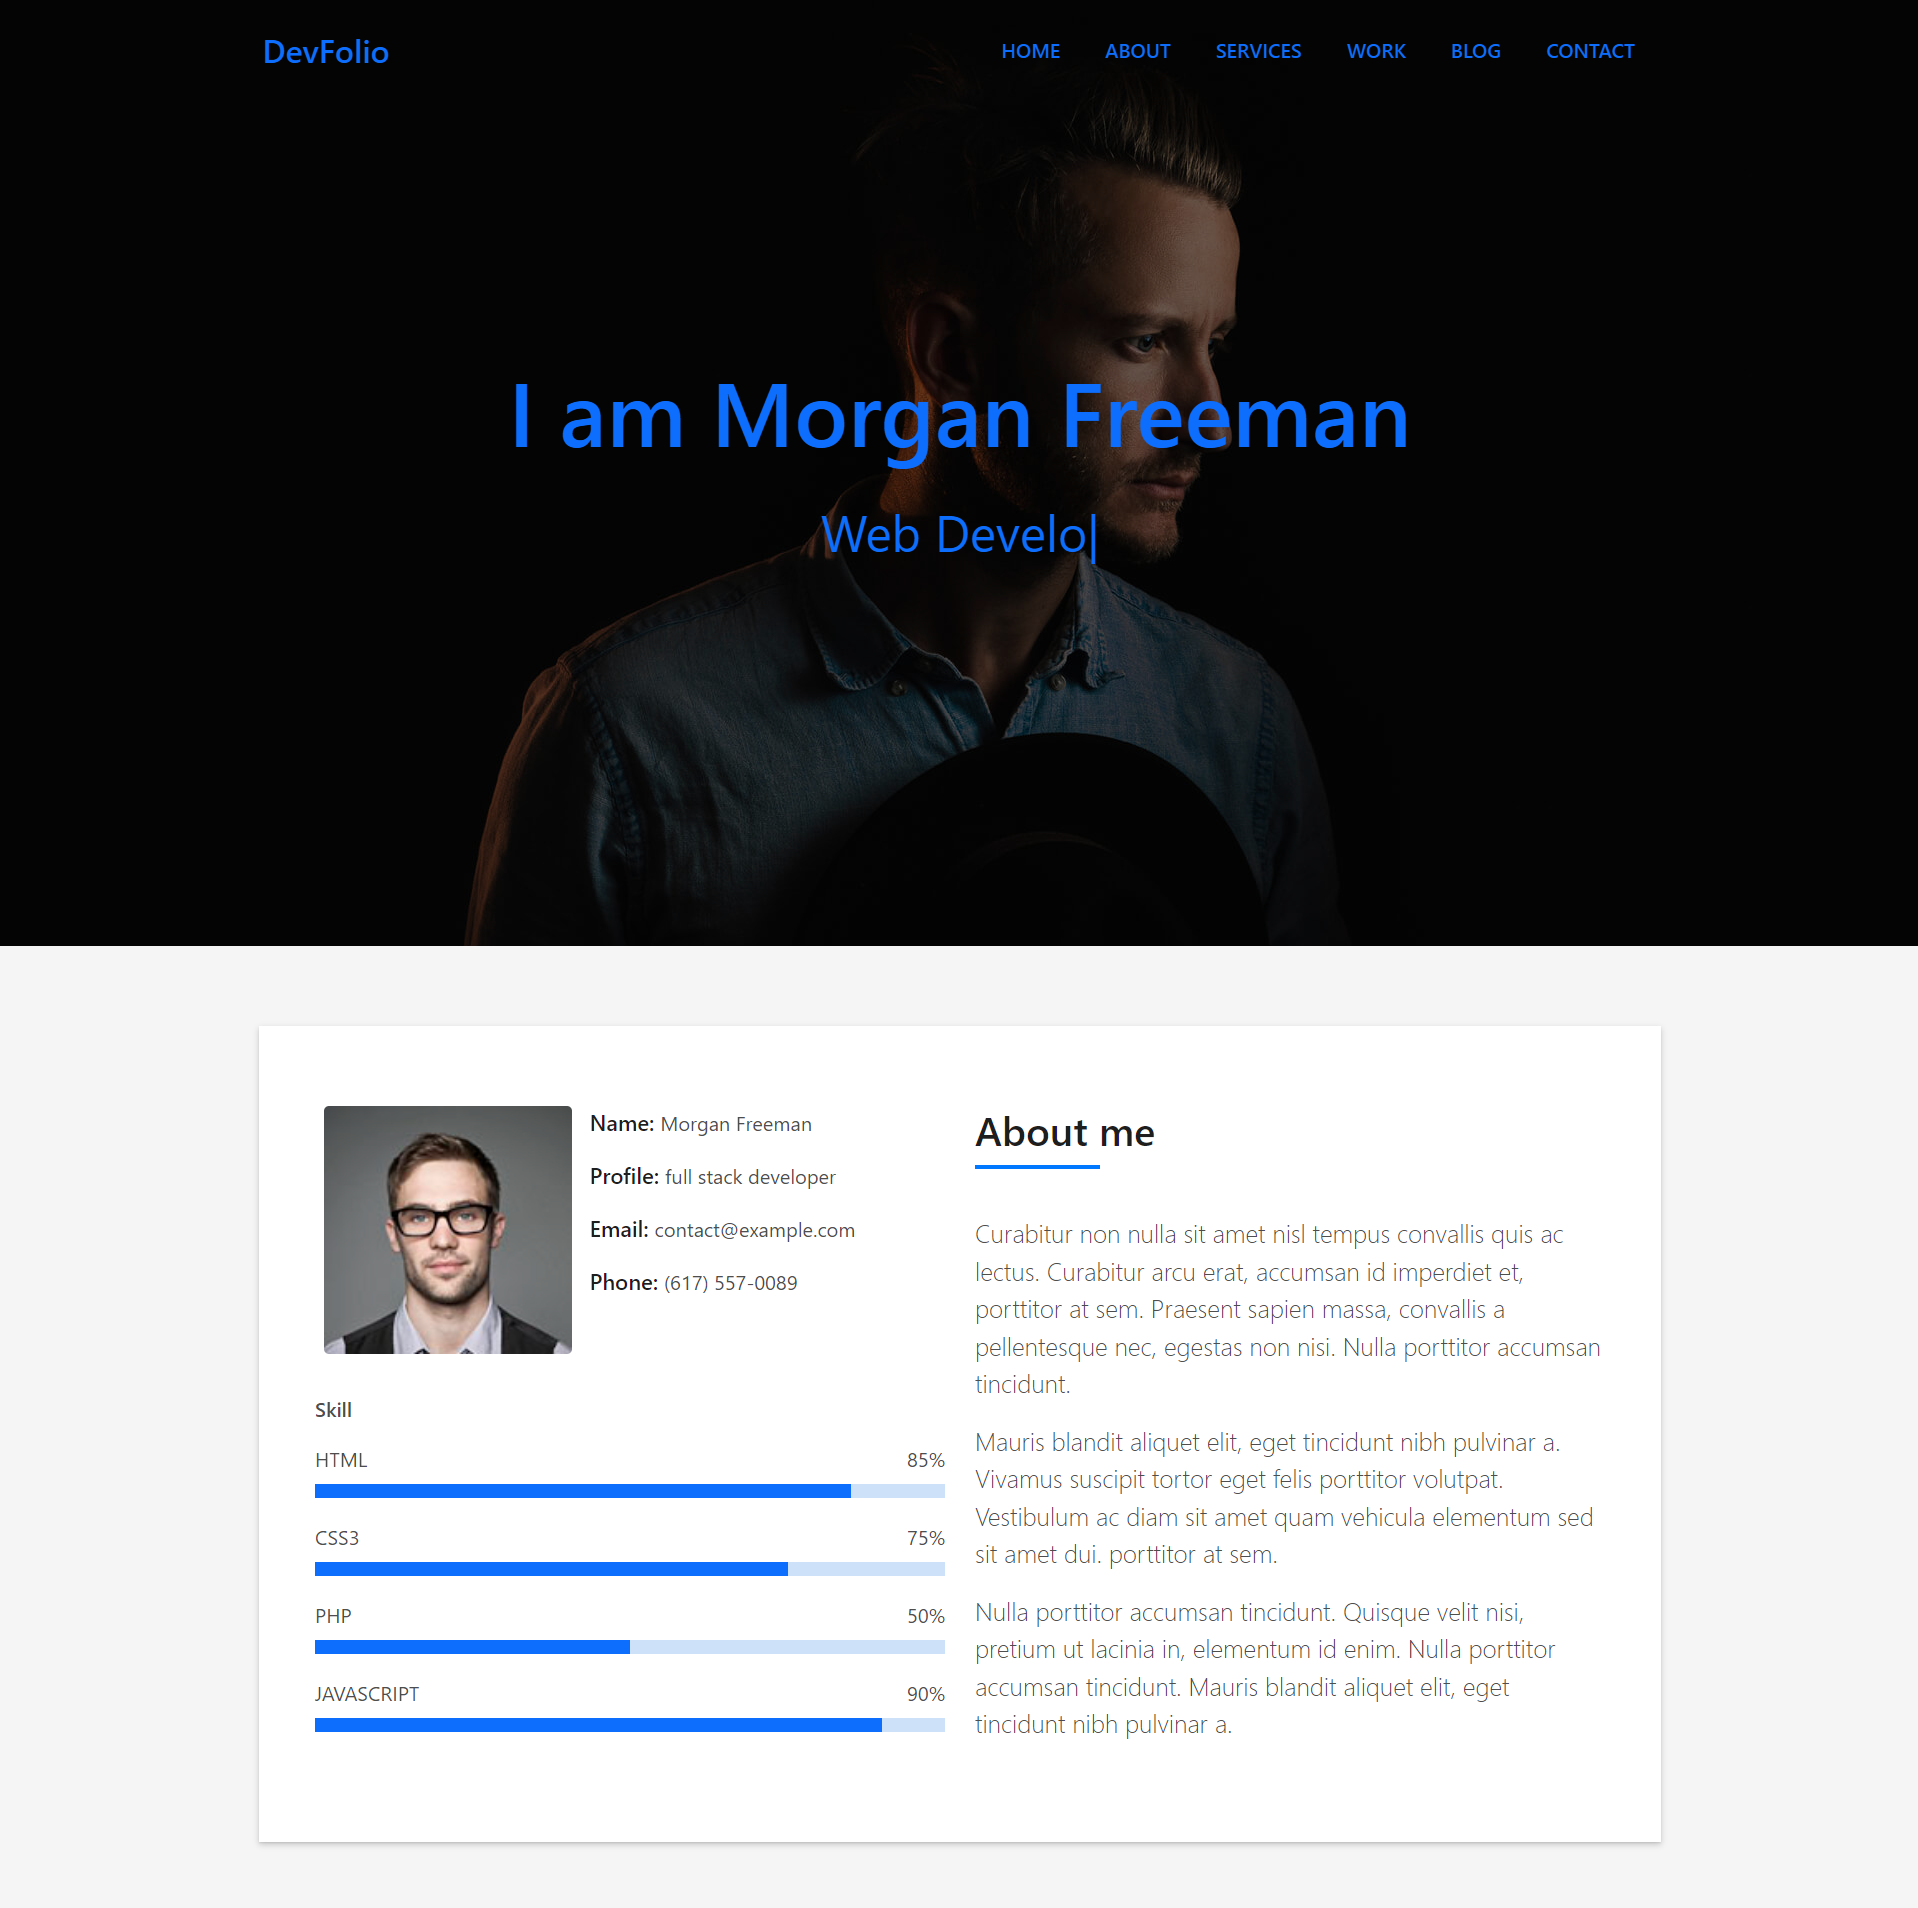 DevFolio
HOME ABOUT SERVICES WORK BLOG CONTACT
I am Morgan Freeman
Web Develo|
Name: Morgan Freeman
Profile: full stack developer
Email: contact@example.com
Phone: (617) 557-0089
Skill
HTML 85%
CSS3 75%
PHP 50%
JAVASCRIPT 90%
About me
Curabitur non nulla sit amet nisl tempus convallis quis ac
lectus. Curabitur arcu erat, accumsan id imperdiet et,
porttitor at sem. Praesent sapien massa, convallis a
pellentesque nec, egestas non nisi. Nulla porttitor accumsan
tincidunt.
Mauris blandit aliquet elit, eget tincidunt nibh pulvinar a.
Vivamus suscipit tortor eget felis porttitor volutpat.
Vestibulum ac diam sit amet quam vehicula elementum sed
sit amet dui. porttitor at sem.
Nulla porttitor accumsan tincidunt. Quisque velit nisi,
pretium ut lacinia in, elementum id enim. Nulla porttitor
accumsan tincidunt. Mauris blandit aliquet elit, eget
tincidunt nibh pulvinar a.